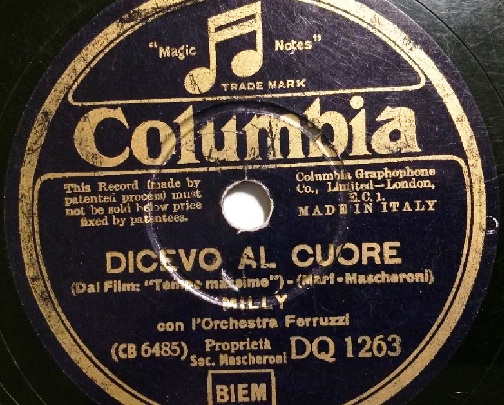 "Magic Notes"
TRADE MARK
Columbia
This Record (made by
patented process) must
not be sold below price
fixed by patentees.
Columbia Graphophone
Co., Limited—London,
E.C.1.
MADE IN ITALY
DICEVO AL CUORE
(Dal Film: "Tempo massimo") - (Mari - Mascheroni)
MILLY
con l'Orchestra Ferruzzi
(CB 6485) Proprietà
Soc. Mascheroni DQ 1263
BIEM